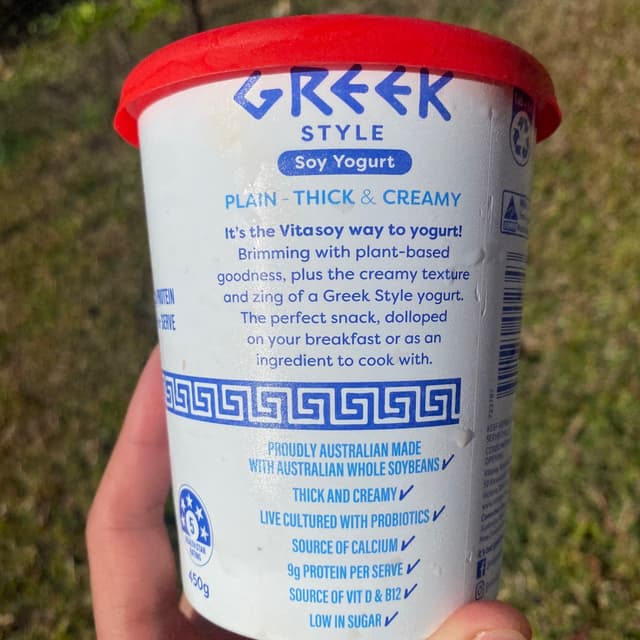 GREEK
STYLE
Soy Yogurt
PLAIN - THICK & CREAMY
It's the Vitasoy way to yogurt!
Brimming with plant-based
goodness, plus the creamy texture
and zing of a Greek Style yogurt.
The perfect snack, dolloped
on your breakfast or as an
ingredient to cook with.
PROUDLY AUSTRALIAN MADE
WITH AUSTRALIAN WHOLE SOYBEANS ✓
THICK AND CREAMY ✓
LIVE CULTURED WITH PROBIOTICS ✓
SOURCE OF CALCIUM ✓
9g PROTEIN PER SERVE ✓
SOURCE OF VIT D & B12 ✓
LOW IN SUGAR ✓
SERVE
5
450g